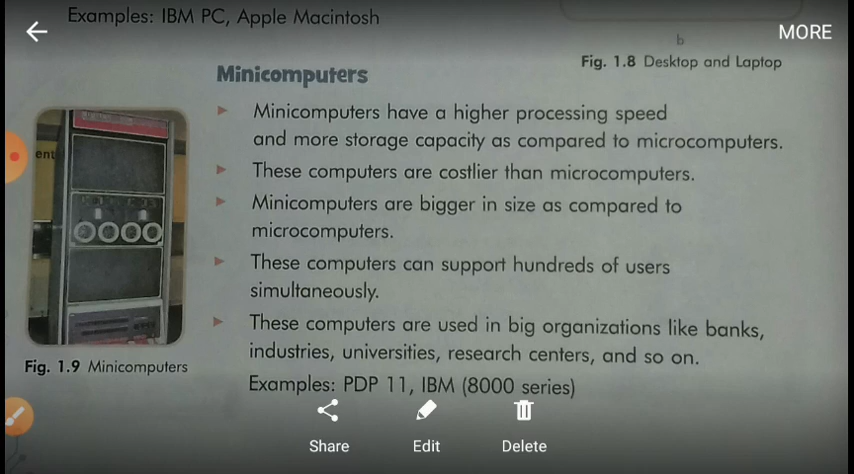 Examples: IBM PC, Apple Macintosh
MORE
b
Fig. 1.8 Desktop and Laptop
Minicomputers
Minicomputers have a higher processing speed
and more storage capacity as compared to microcomputers.
ent
These computers are costlier than microcomputers.
Minicomputers are bigger in size as compared to
microcomputers.
These computers can support hundreds of users
simultaneously.
These computers are used in big organizations like banks,
industries, universities, research centers, and so on.
Fig. 1.9 Minicomputers
Examples: PDP 11, IBM (8000 series)
Share
Edit
Delete